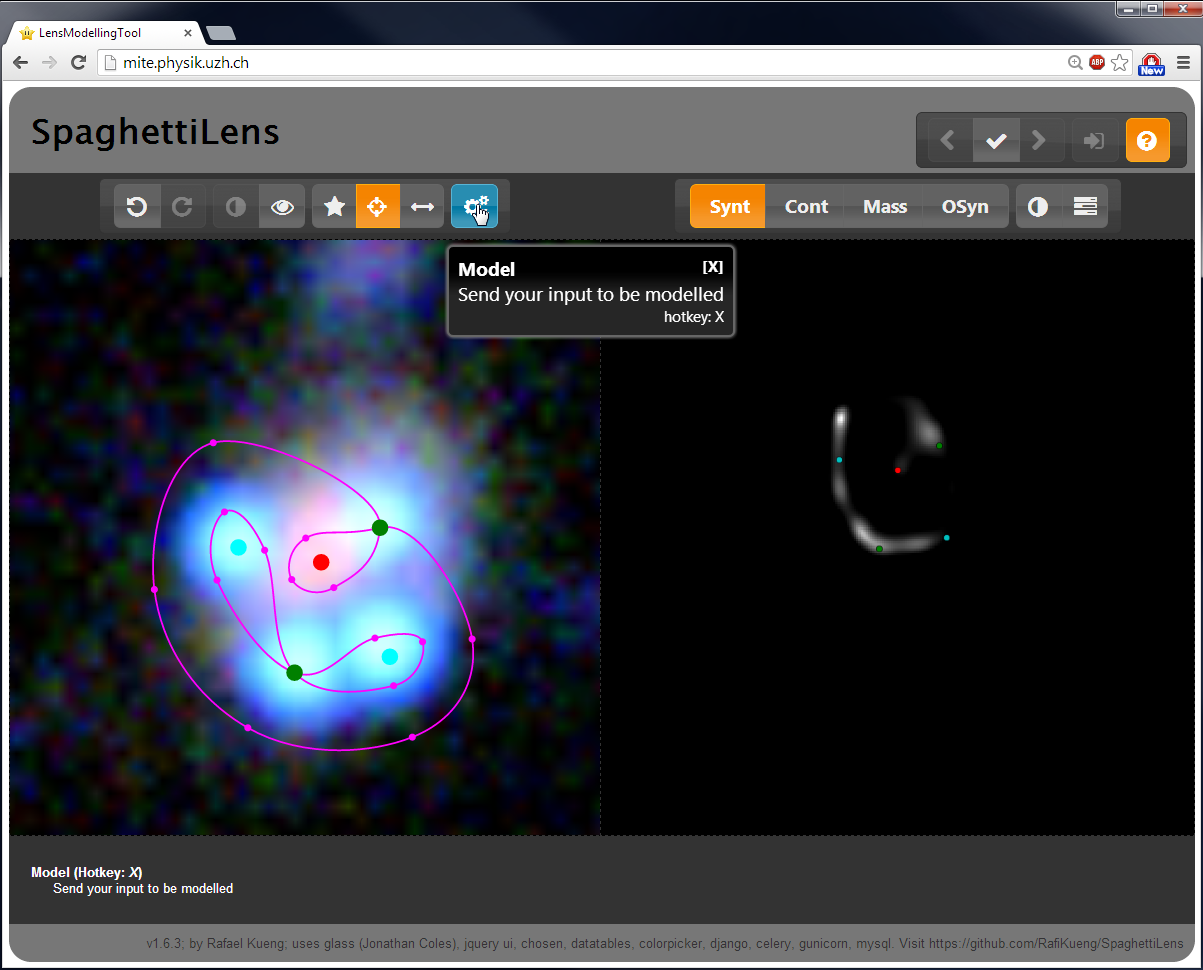 LensModellingTool
mite.physik.uzh.ch
ABP
New
SpaghettiLens
Synt Cont Mass OSyn
Model [X]
Send your input to be modelled
hotkey: X
Model (Hotkey: X)
Send your input to be modelled
v1.6.3; by Rafael Kueng; uses glass (Jonathan Coles), jquery ui, chosen, datatables, colorpicker, django, celery, gunicorn, mysql. Visit https://github.com/RafiKueng/SpaghettiLens